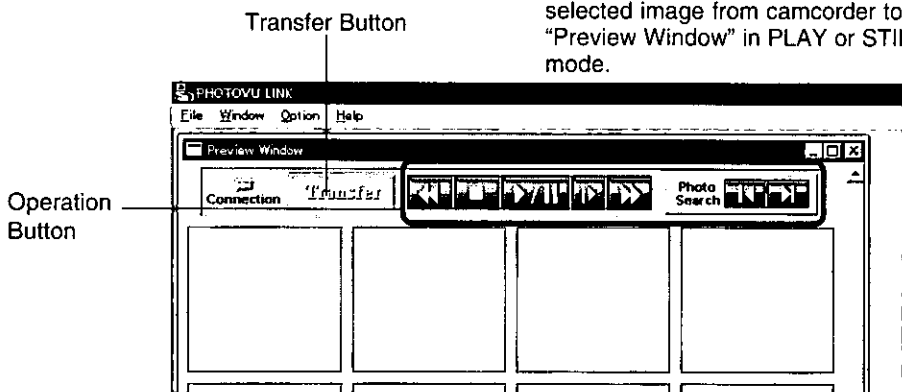 selected image from camcorder to
"Preview Window" in PLAY or
mode.
Transfer Button
PHOTOVU LINK
File Window Option Help
Preview Window
Connection Transfer Photo Search
Operation
Button